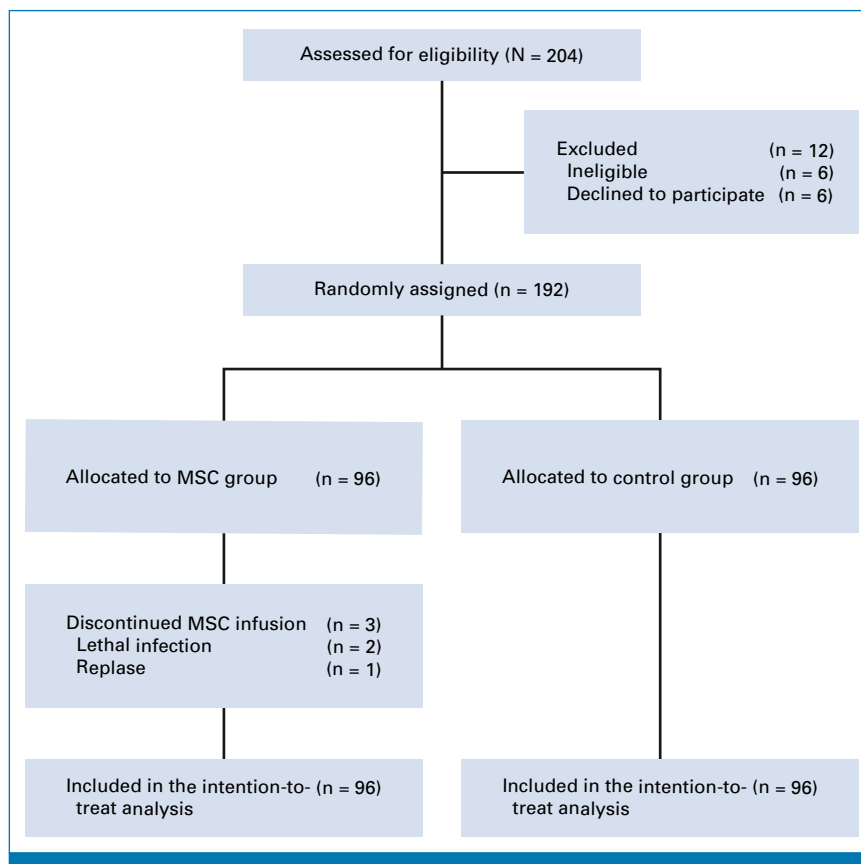 Assessed for eligibility (N = 204)
Excluded (n = 12)
Ineligible (n = 6)
Declined to participate (n = 6)
Randomly assigned (n = 192)
Allocated to MSC group (n = 96)
Allocated to control group (n = 96)
Discontinued MSC infusion (n = 3)
Lethal infection (n = 2)
Replase (n = 1)
Included in the intention-to- (n = 96)
treat analysis
Included in the intention-to- (n = 96)
treat analysis